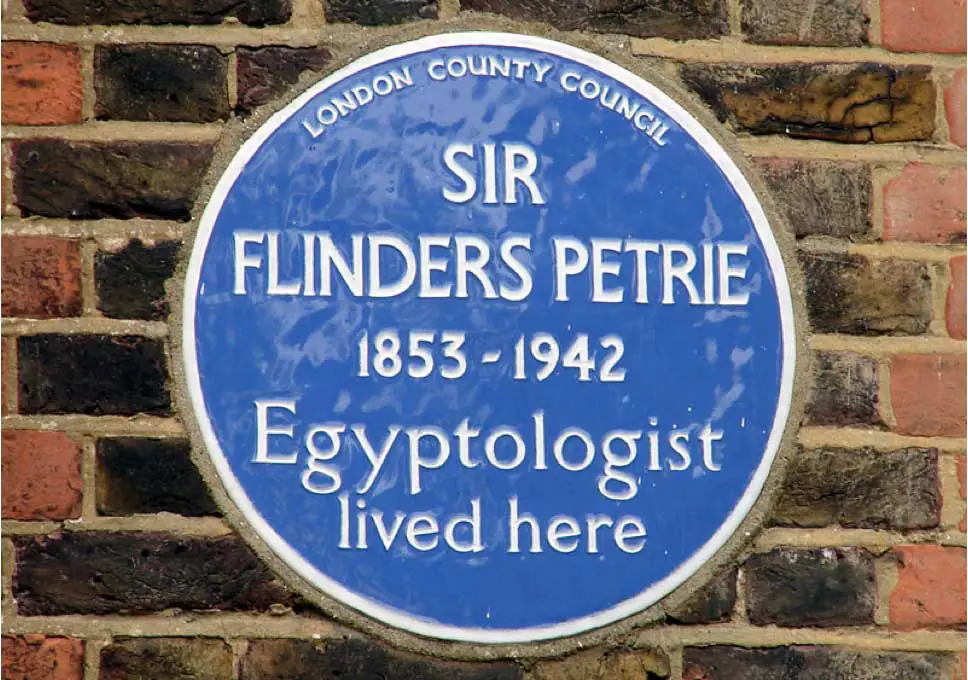 LONDON COUNTY COUNCIL
SIR
FLINDERS PETRIE
1853 - 1942
Egyptologist
lived here